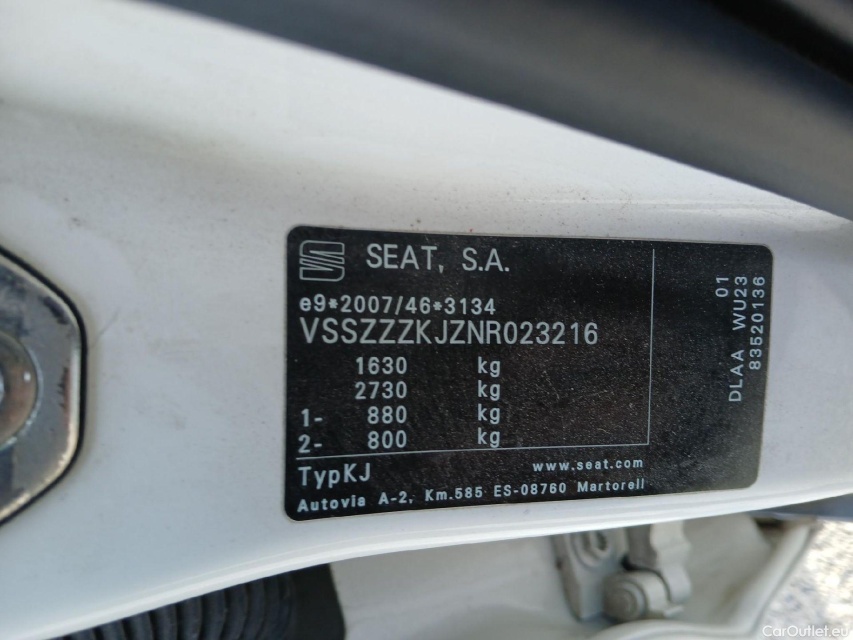 SEAT, S.A.
e9*2007/46*3134
VSSZZZKJZNR023216
1630 kg
2730 kg
1- 880 kg
2- 800 kg
TypKJ
www.seat.com
Autovia A-2, Km.585 ES-08760 Martorell
01
DLAA WU23
83520136
CarOutlet.eu